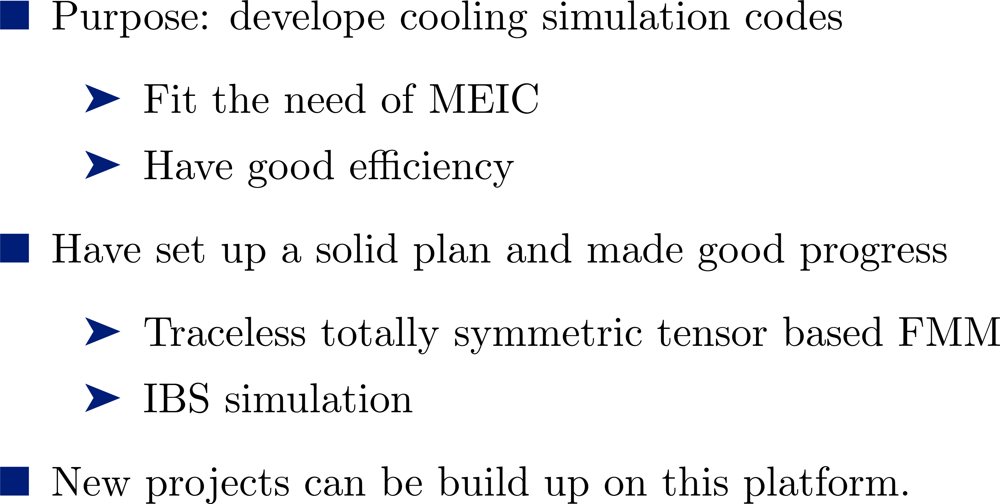 ■ Purpose: develope cooling simulation codes
➤ Fit the need of MEIC
➤ Have good efficiency
■ Have set up a solid plan and made good progress
➤ Traceless totally symmetric tensor based FMM
➤ IBS simulation
■ New projects can be build up on this platform.